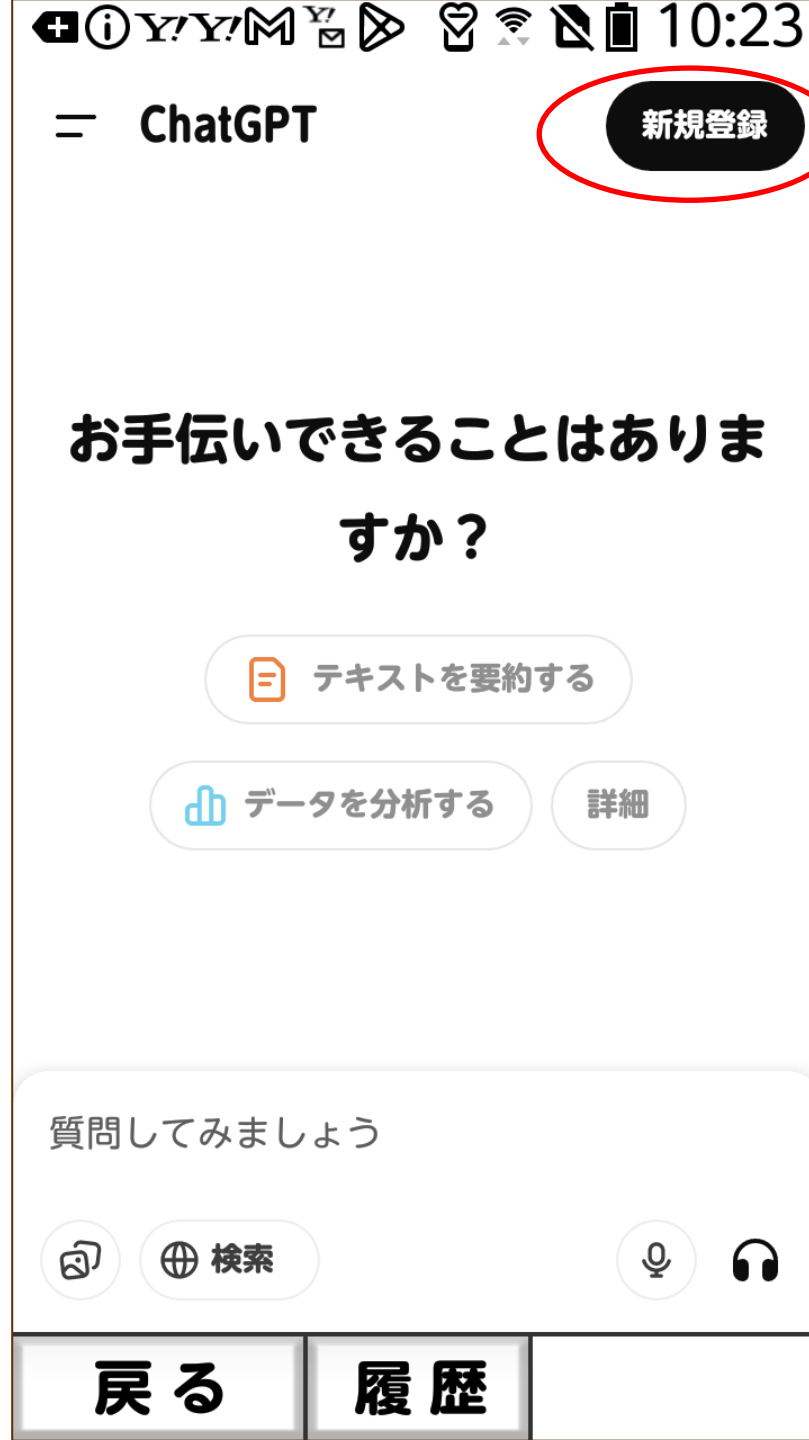 Y! Y! M Y! 10:23
ChatGPT 新規登録
お手伝いできることはありま
すか？
テキストを要約する
データを分析する 詳細
質問してみましょう
検索
戻る 履歴